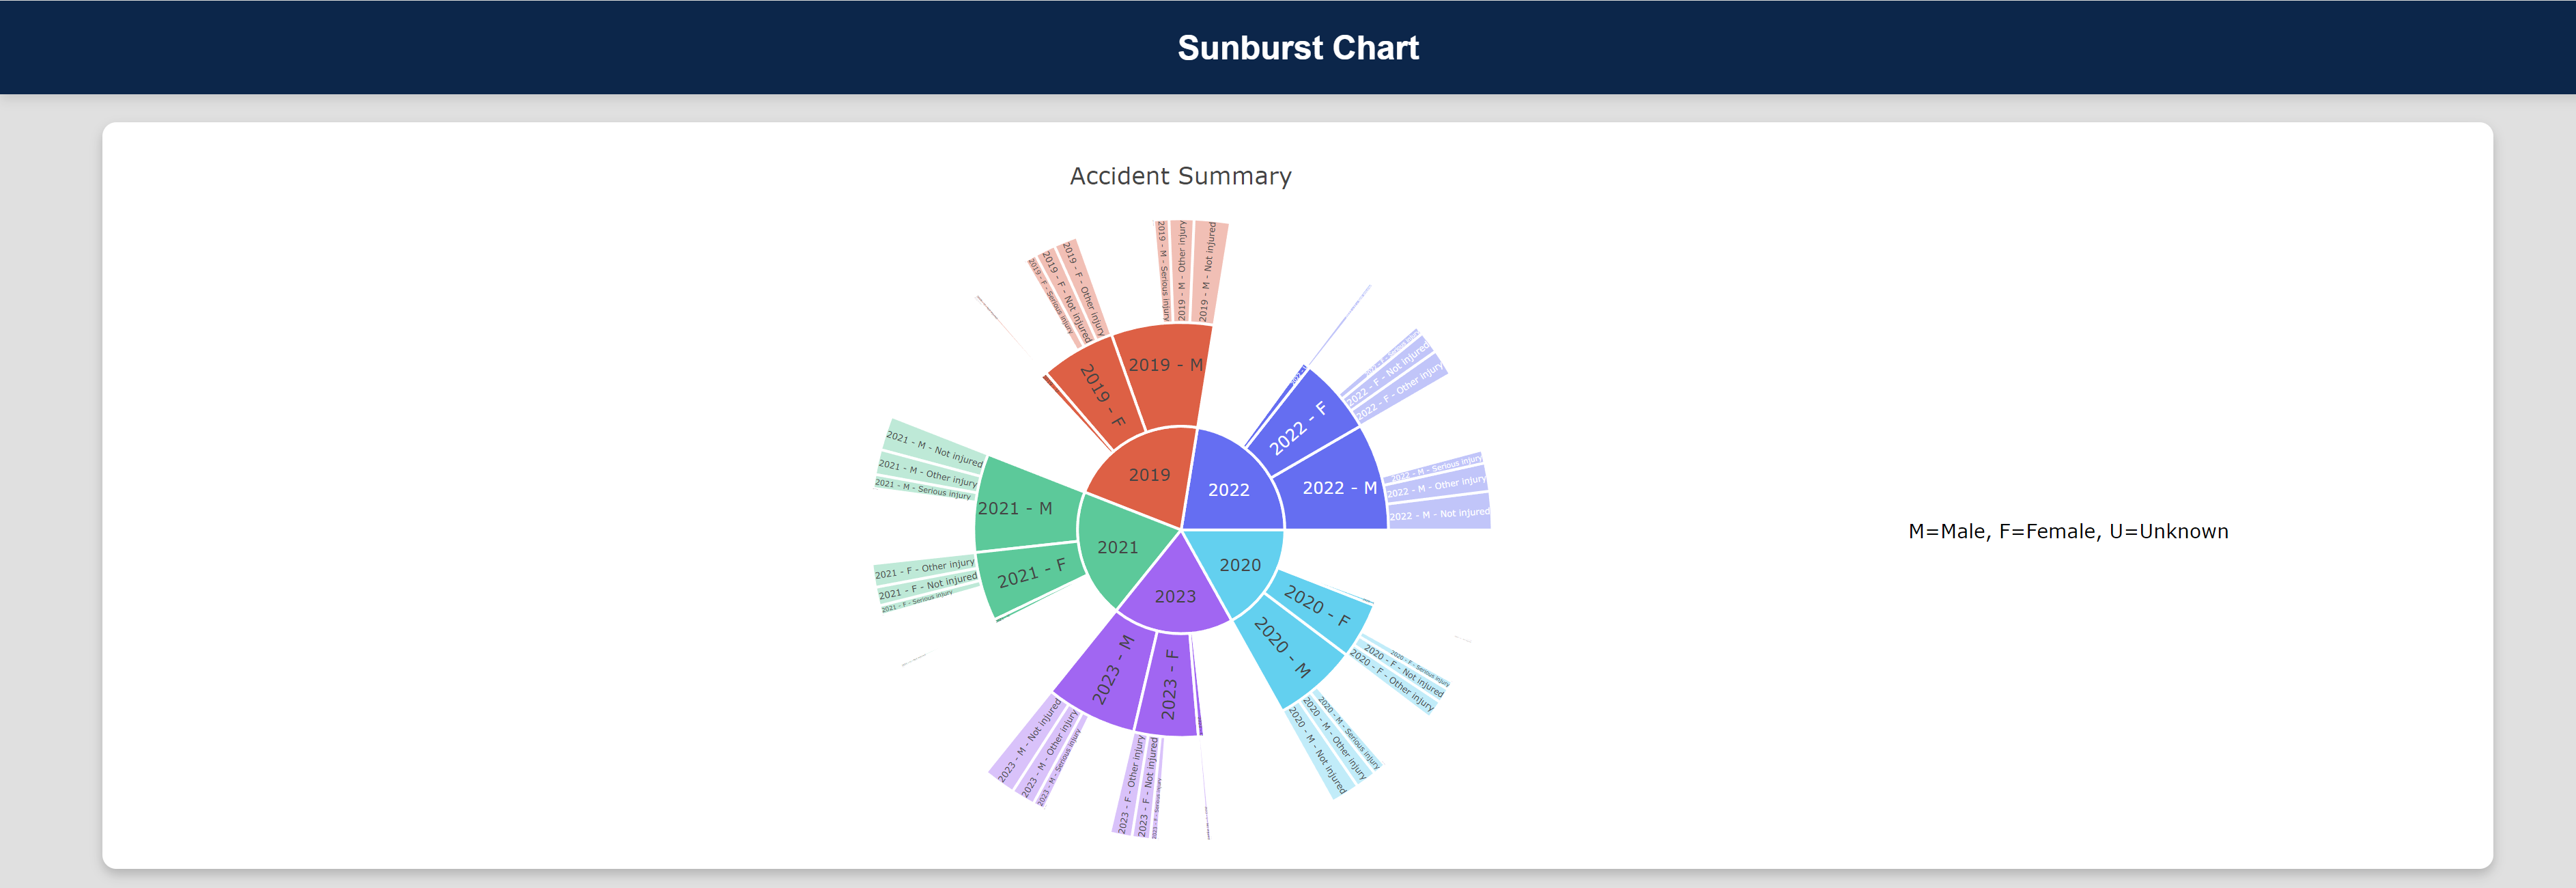 Sunburst Chart
Accident Summary
2019 - M - Serious injury
2019 - M - Other injury
2019 - M - Not injured
2019 - F - Serious injury
2019 - F - Not injured
2019 - F - Other injury
2019 - M
2019 - F
2019
2022 - F - Not injured
2022 - F - Other injury
2022 - F
2022 - M
2022
2022 - M - Serious injury
2022 - M - Other injury
2022 - M - Not injured
2021 - M - Not injured
2021 - M - Other injury
2021 - M - Serious injury
2021 - M
2021
2021 - F
2021 - F - Other injury
2021 - F - Not injured
2021 - F - Serious injury
M=Male, F=Female, U=Unknown
2020
2020 - F
2020 - M
2020 - F - Serious injury
2020 - F - Not injured
2020 - F - Other injury
2020 - M - Serious injury
2020 - M - Other injury
2020 - M - Not injured
2023
2023 - M
2023 - F
2023 - M - Not injured
2023 - M - Other injury
2023 - M - Serious injury
2023 - F - Other injury
2023 - F - Not injured
2023 - F - Serious injury